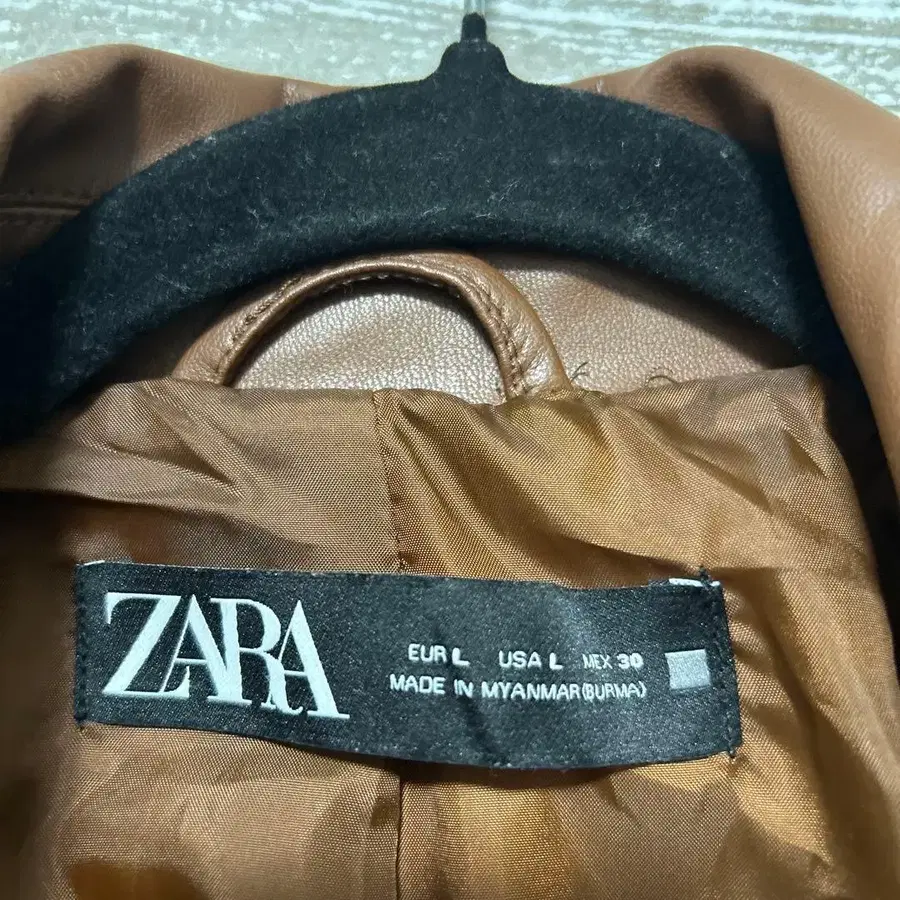 ZARA
EUR L USA L MEX 30
MADE IN MYANMAR (BURMA)